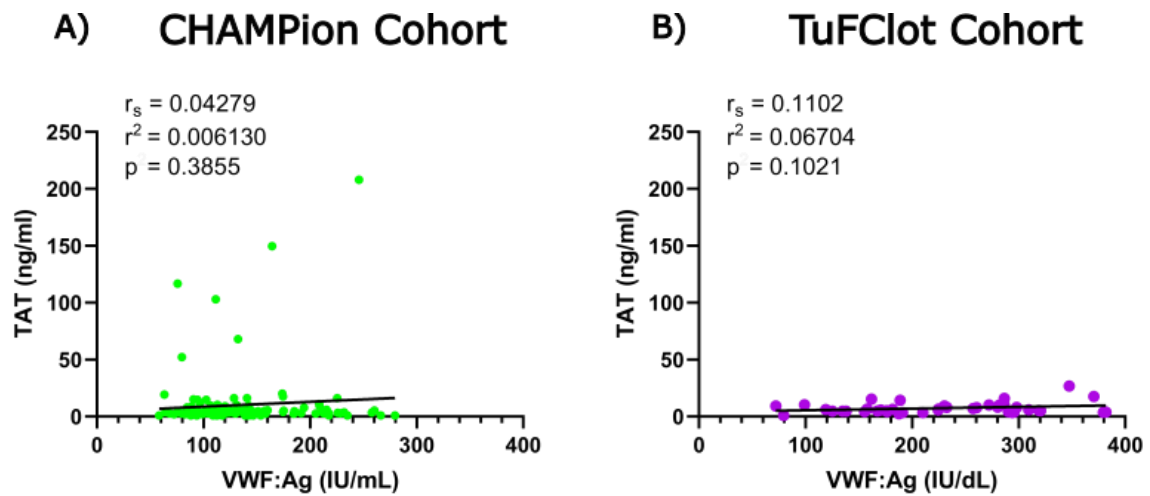 A) CHAMPion Cohort
rs = 0.04279
r2 = 0.006130
p = 0.3855
250
200
150
100
50
0
TAT (ng/ml)
0 100 200 300 400
VWF:Ag (IU/mL)
B) TuFClot Cohort
rs = 0.1102
r2 = 0.06704
p = 0.1021
250
200
150
100
50
0
TAT (ng/ml)
0 100 200 300 400
VWF:Ag (IU/dL)